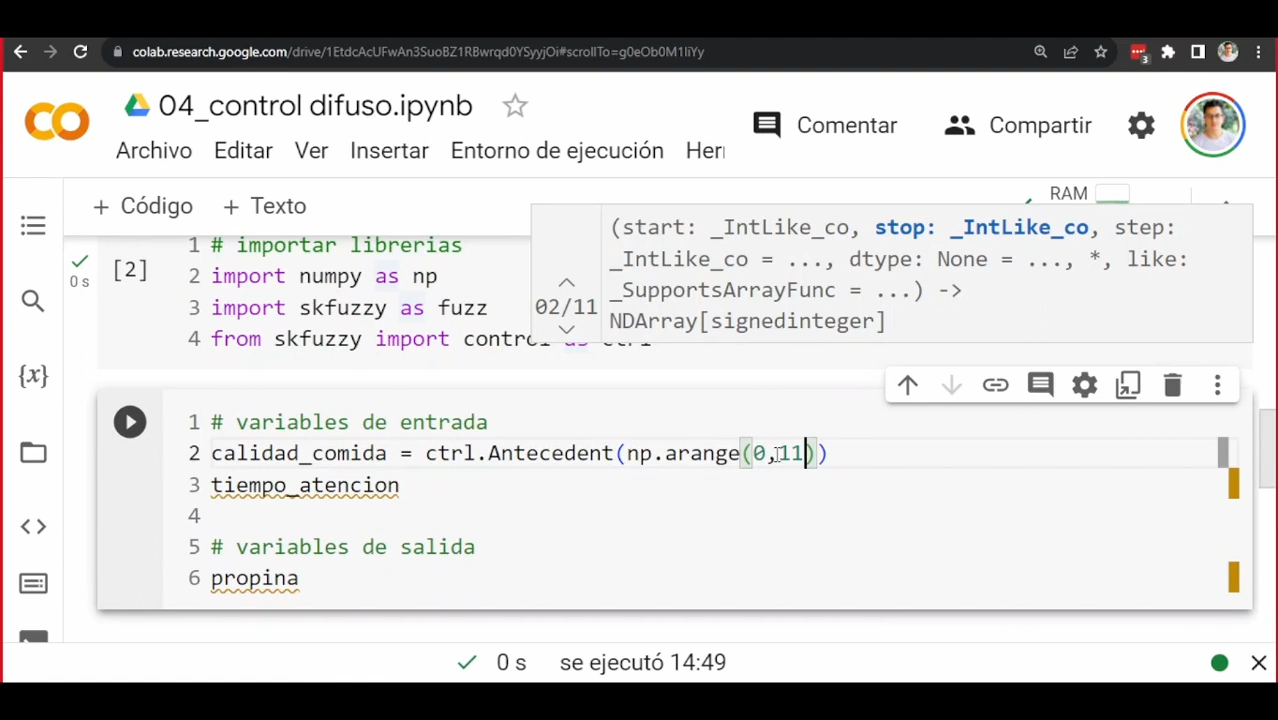 colab.research.google.com/drive/1EtdcAcUFwAn3SuoBZ1RBwrqd0YSyyjOi#scrollTo=g0eOb0M1IiYy
3
04_control difuso.ipynb
Comentar
Compartir
Archivo Editar Ver Insertar Entorno de ejecución Her
+ Código + Texto
RAM
(start: _IntLike_co, stop: _IntLike_co, step:
_IntLike_co = ..., dtype: None = ..., *, like:
_SupportsArrayFunc = ...) ->
NDArray[signedinteger]
02/11
[2]
0 s
1 # importar librerias
2 import numpy as np
3 import skfuzzy as fuzz
4 from skfuzzy import control as ctrl
1 # variables de entrada
2 calidad_comida = ctrl.Antecedent(np.arange(0,11))
3 tiempo_atencion
4
5 # variables de salida
6 propina
{x}
0 s se ejecutó 14:49